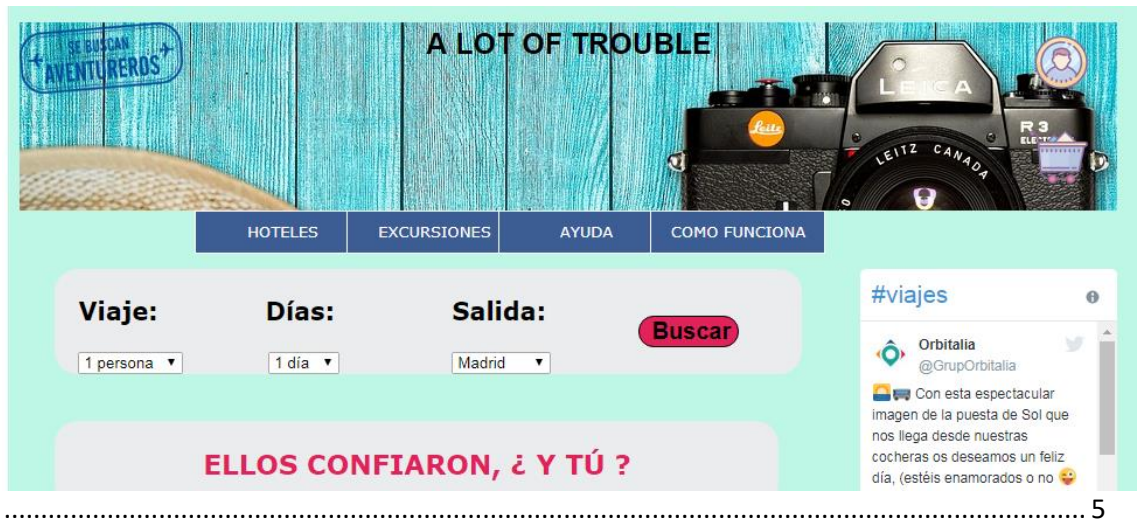 SE BUSCAN
AVENTUREROS
A LOT OF TROUBLE
LEICA
Leitz
R3
LEITZ CANADA
HOTELES EXCURSIONES AYUDA COMO FUNCIONA
Viaje: Días: Salida:
Buscar
1 persona 1 día Madrid
ELLOS CONFIARON, ¿ Y TÚ ?
#viajes
Orbitalia
@GrupOrbitalia
Con esta espectacular
imagen de la puesta de Sol que
nos llega desde nuestras
cocheras os deseamos un feliz
día, (estéis enamorados o no
........................................................................................................................ 5